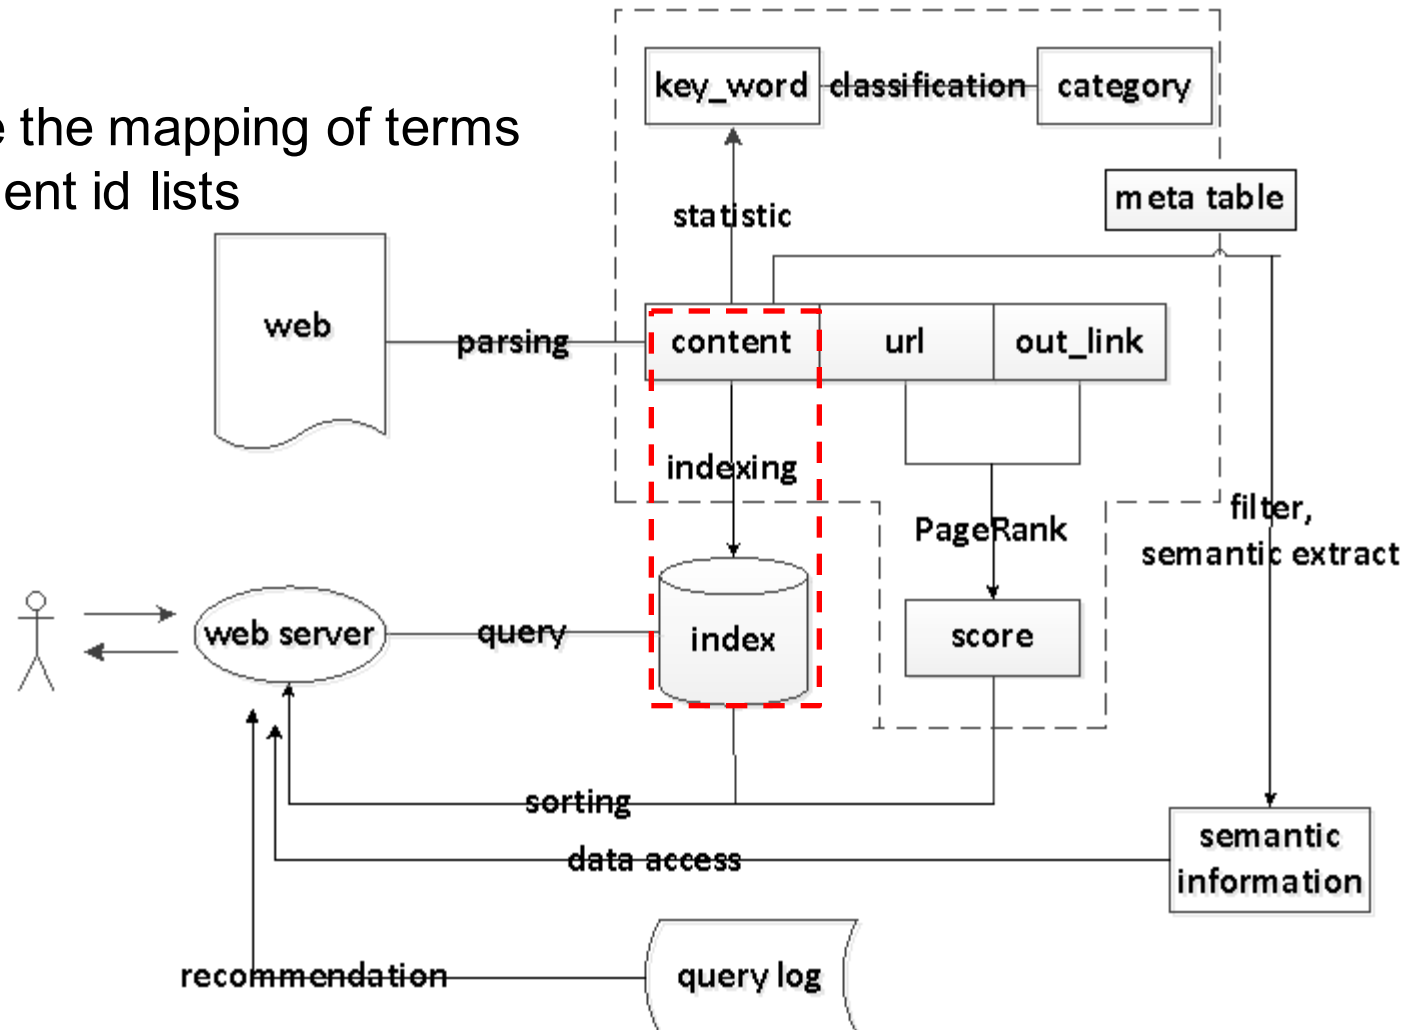 key_word classification category
e the mapping of terms
ent id lists
meta table
statistic
web
parsing
content url out_link
indexing
PageRank
filter,
semantic extract
web server
query
index
score
sorting
semantic
information
data access
recommendation
query log